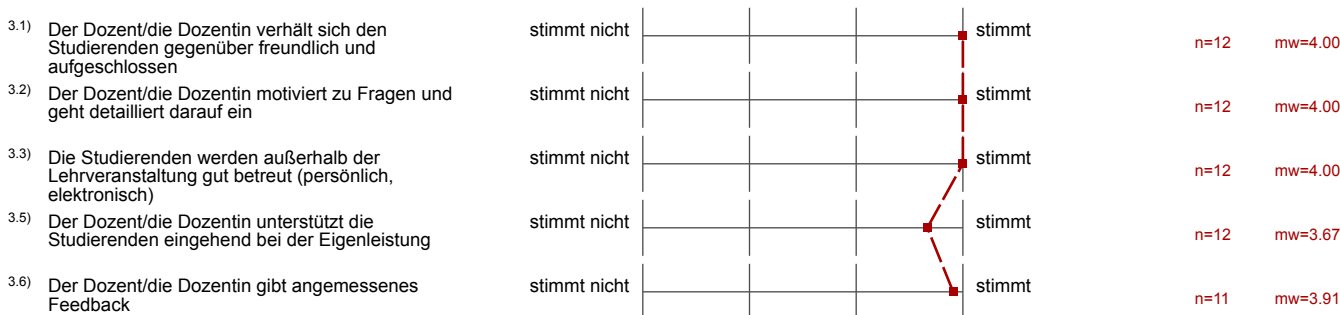 3.1) Der Dozent/die Dozentin verhält sich den
Studierenden gegenüber freundlich und
aufgeschlossen
stimmt nicht
stimmt
n=12 mw=4.00
3.2) Der Dozent/die Dozentin motiviert zu Fragen und
geht detailliert darauf ein
stimmt nicht
stimmt
n=12 mw=4.00
3.3) Die Studierenden werden außerhalb der
Lehrveranstaltung gut betreut (persönlich,
elektronisch)
stimmt nicht
stimmt
n=12 mw=4.00
3.5) Der Dozent/die Dozentin unterstützt die
Studierenden eingehend bei der Eigenleistung
stimmt nicht
stimmt
n=12 mw=3.67
3.6) Der Dozent/die Dozentin gibt angemessenes
Feedback
stimmt nicht
stimmt
n=11 mw=3.91